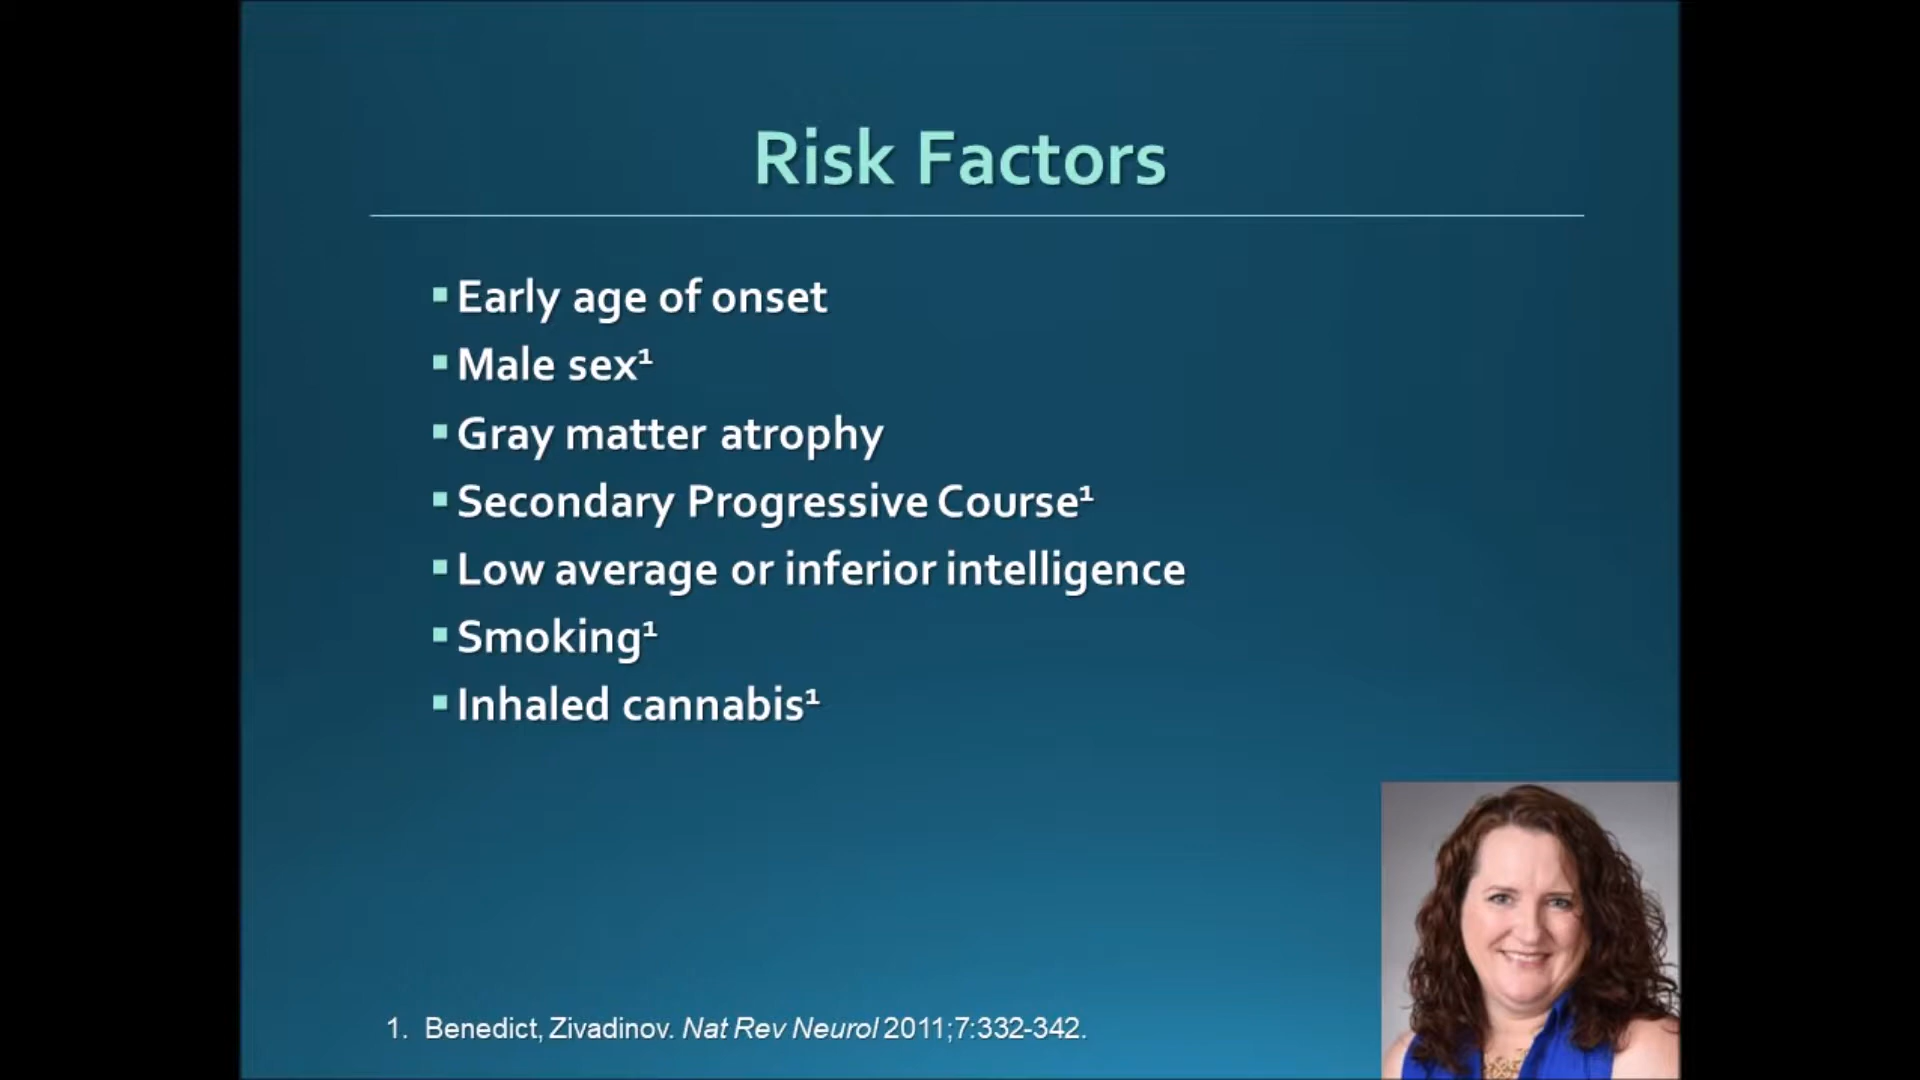 Risk Factors
▪Early age of onset
▪Male sex¹
▪Gray matter atrophy
▪Secondary Progressive Course¹
▪Low average or inferior intelligence
▪Smoking¹
▪Inhaled cannabis¹
1. Benedict, Zivadinov. Nat Rev Neurol 2011;7:332-342.